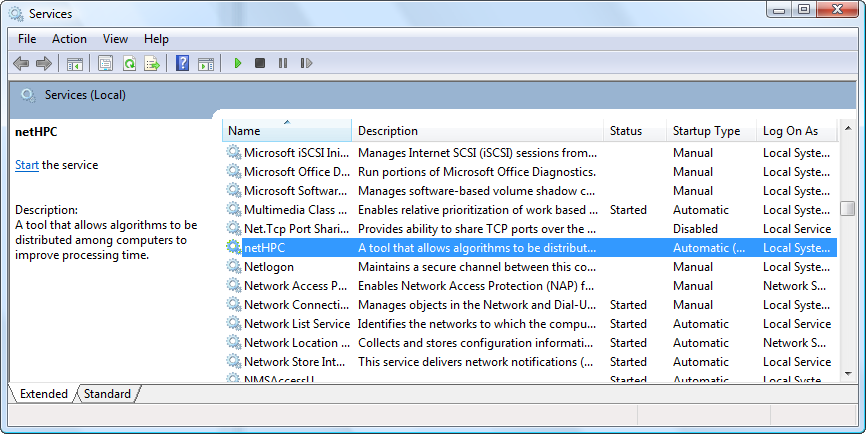 Services
File Action View Help
Services (Local)
netHPC
Start the service
Description:
A tool that allows algorithms to be
distributed among computers to
improve processing time.
Name Description Status Startup Type Log On As
Microsoft iSCSI Ini... Manages Internet SCSI (iSCSI) sessions from... Manual Local Syste...
Microsoft Office D... Run portions of Microsoft Office Diagnostics. Manual Local Syste...
Microsoft Softwar... Manages software-based volume shadow c... Manual Local Syste...
Multimedia Class ... Enables relative prioritization of work based ... Started Automatic Local Syste...
Net.Tcp Port Shari... Provides ability to share TCP ports over the ... Disabled Local Service
netHPC A tool that allows algorithms to be distribut... Automatic (... Local Syste...
Netlogon Maintains a secure channel between this co... Manual Local Syste...
Network Access P... Enables Network Access Protection (NAP) f... Manual Network S...
Network Connecti... Manages objects in the Network and Dial-U... Started Manual Local Syste...
Network List Service Identifies the networks to which the compu... Started Automatic Local Service
Network Location ... Collects and stores configuration informati... Started Automatic Network S...
Network Store Int... This service delivers network notifications (... Started Automatic Local Service
NMSAccessU Started Automatic Local Syste...
Extended Standard